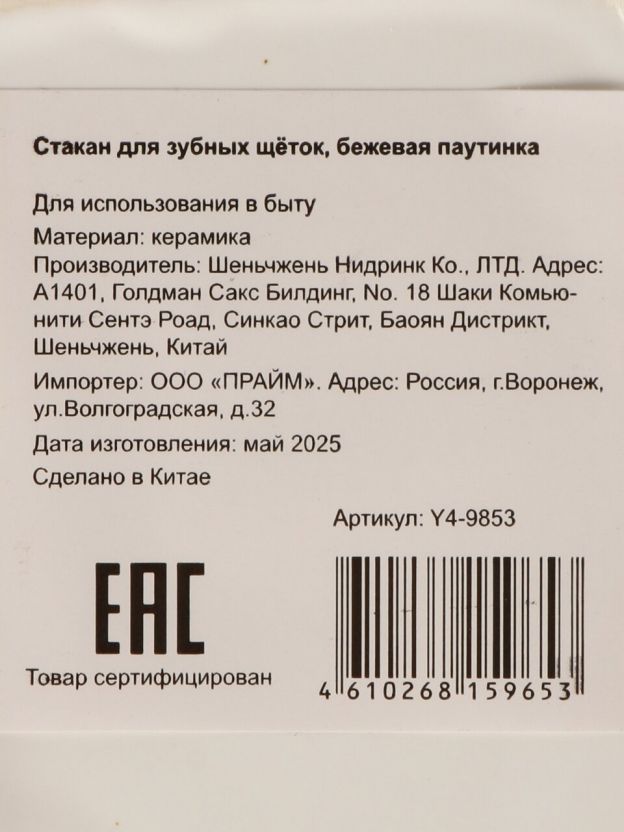 Стакан для зубных щёток, бежевая паутинка
Для использования в быту
Материал: керамика
Производитель: Шеньчжень Нидринк Ко., ЛТД. Адрес:
А1401, Голдман Сакс Билдинг, No. 18 Шаки Комью-
нити Сентэ Роад, Синкао Стрит, Баоян Дистрикт,
Шеньчжень, Китай
Импортер: ООО «ПРАЙМ». Адрес: Россия, г.Воронеж,
ул.Волгоградская, д.32
Дата изготовления: май 2025
Сделано в Китае
Артикул: Y4-9853
EAC
Товар сертифицирован
4 610268 159653